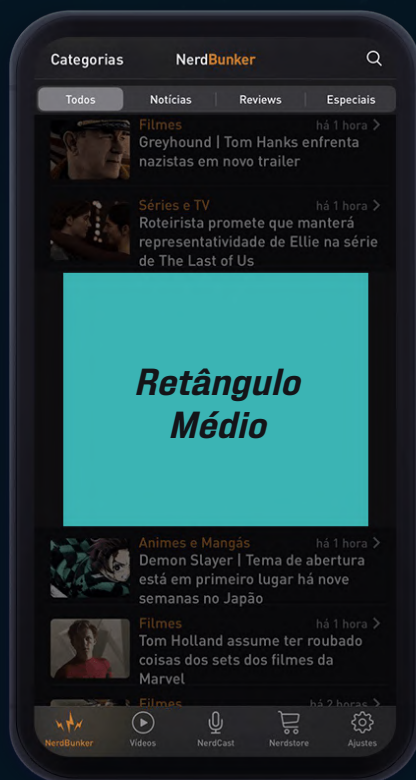 Categorias NerdBunker
Todos Notícias Reviews Especiais
Filmes há 1 hora >
Greyhound | Tom Hanks enfrenta
nazistas em novo trailer
Séries e TV há 1 hora >
Roteirista promete que manterá
representatividade de Ellie na série
de The Last of Us
Retângulo
Médio
Animes e Mangás há 1 hora >
Demon Slayer | Tema de abertura
está em primeiro lugar há nove
semanas no Japão
Filmes há 1 hora >
Tom Holland assume ter roubado
coisas dos sets dos filmes da
Marvel
Filmes há 2 horas >
NerdBunker Vídeos NerdCast Nerdstore Ajustes